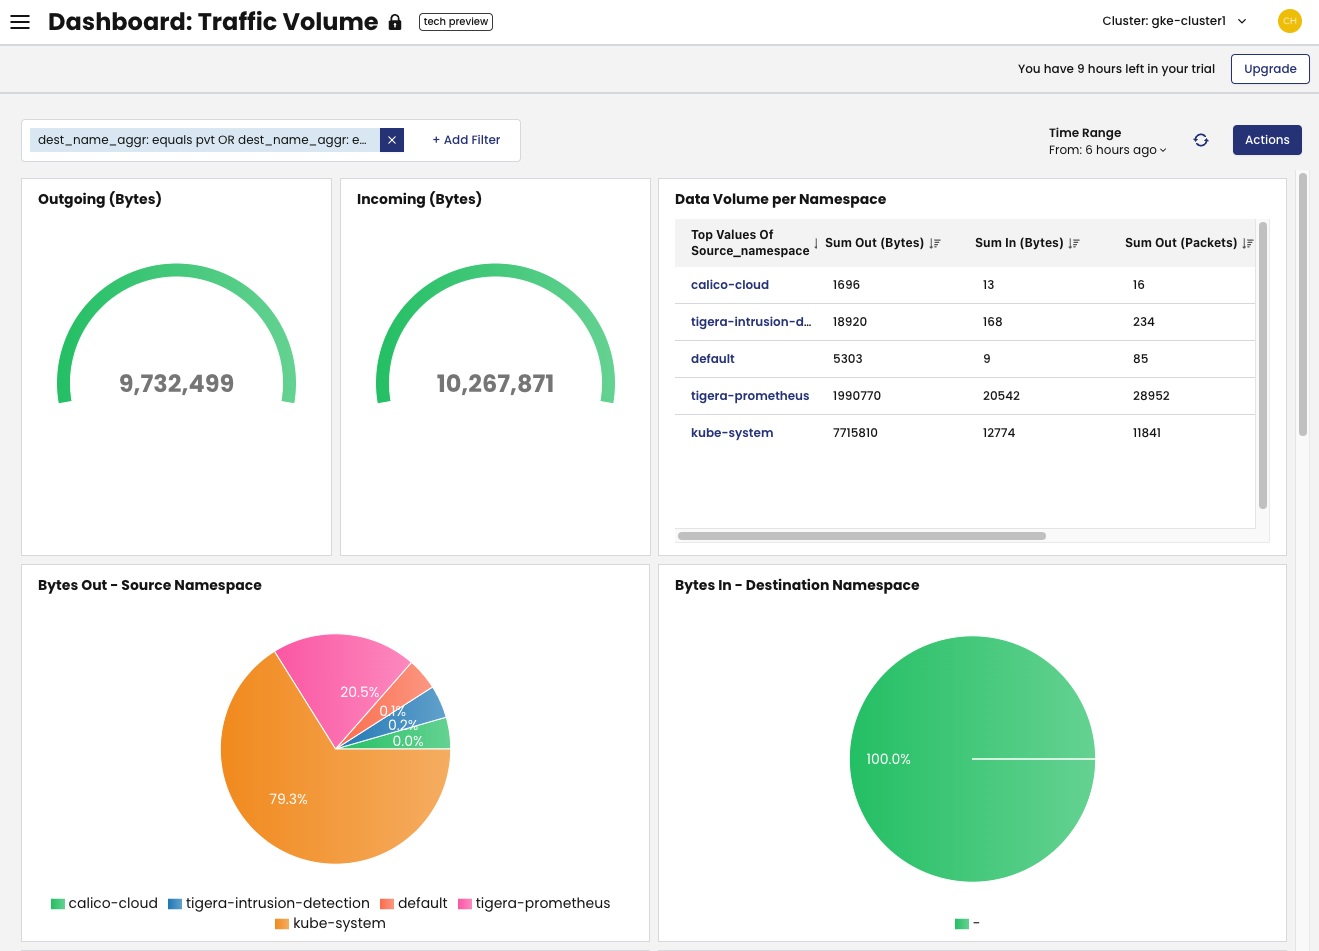 Dashboard: Traffic Volume
tech preview
Cluster: gke-cluster1
CH
You have 9 hours left in your trial
Upgrade
dest_name_aggr: equals pvt OR dest_name_aggr: e...
+ Add Filter
Time Range
From: 6 hours ago
Actions
Outgoing (Bytes)
9,732,499
Incoming (Bytes)
10,267,871
Data Volume per Namespace
Top Values Of
Source_namespace
Sum Out (Bytes)
Sum In (Bytes)
Sum Out (Packets)
calico-cloud 1696 13 16
tigera-intrusion-d... 18920 168 234
default 5303 9 85
tigera-prometheus 1990770 20542 28952
kube-system 7715810 12774 11841
Bytes Out - Source Namespace
20.5%
0.1%
0.2%
0.0%
79.3%
calico-cloud tigera-intrusion-detection default tigera-prometheus
kube-system
Bytes In - Destination Namespace
100.0%
-